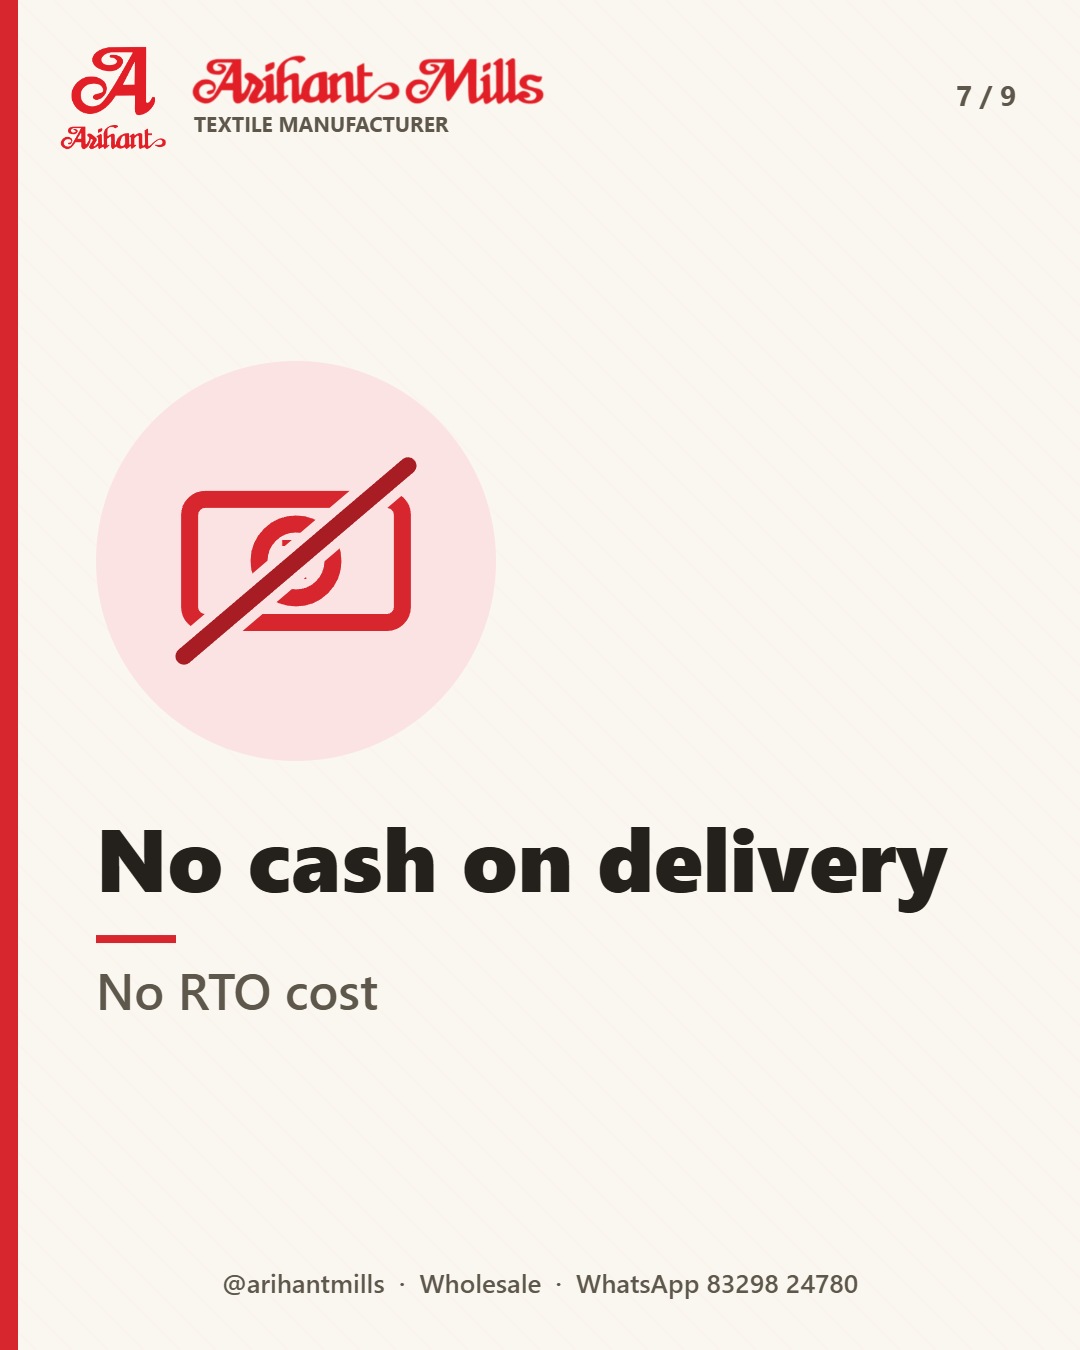 A
Arihant
Arihant Mills
TEXTILE MANUFACTURER
7 / 9
No cash on delivery
No RTO cost
@arihantmills · Wholesale · WhatsApp 83298 24780